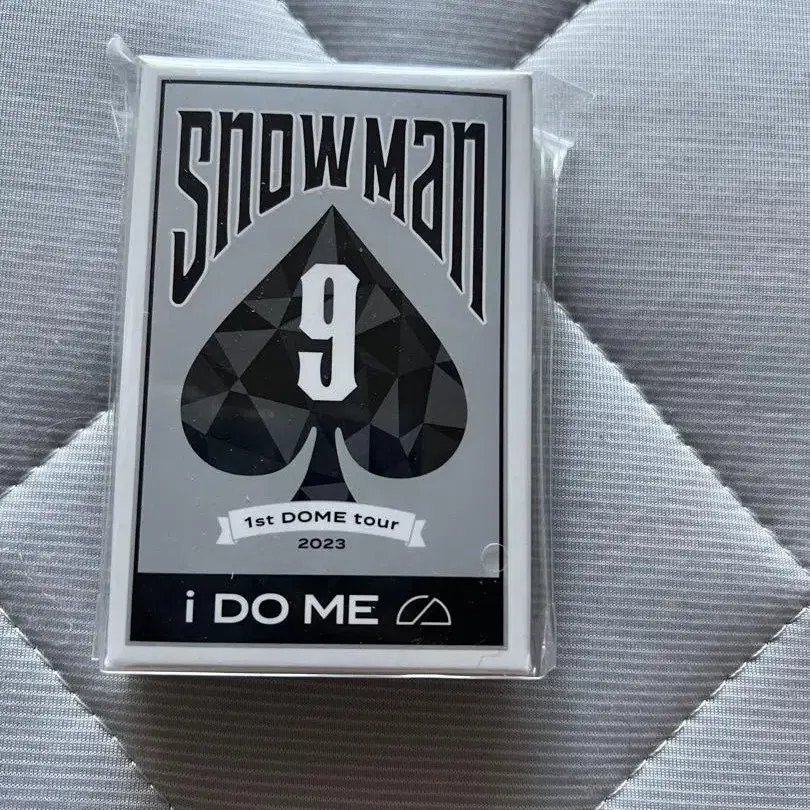 Snow Man
9
1st DOME tour
2023
i DO ME